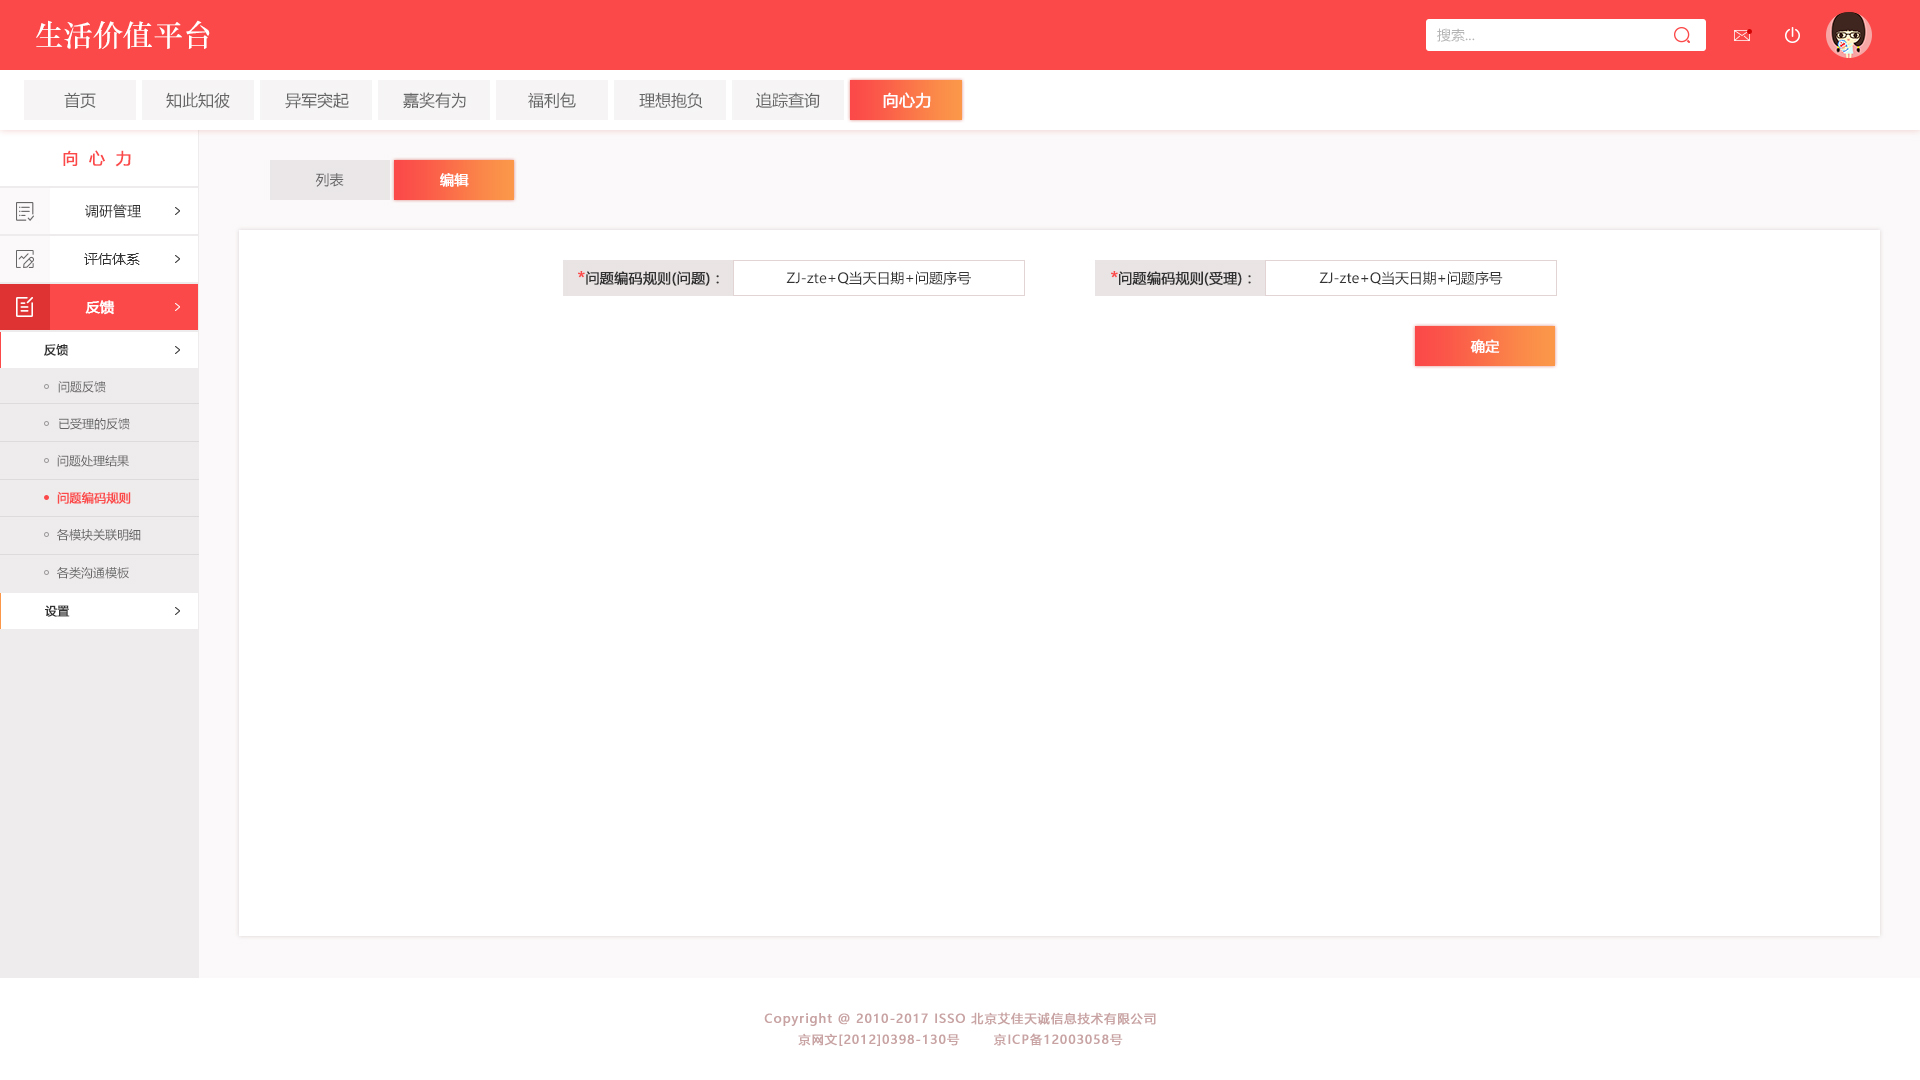 生活价值平台
搜索...
首页 知此知彼 异军突起 嘉奖有为 福利包 理想抱负 追踪查询 向心力
向 心 力
列表 编辑
调研管理
评估体系
反馈
反馈
问题反馈
已受理的反馈
问题处理结果
问题编码规则
各模块关联明细
各类沟通模板
设置
*问题编码规则(问题)： ZJ-zte+Q当天日期+问题序号
*问题编码规则(受理)： ZJ-zte+Q当天日期+问题序号
确定
Copyright @ 2010-2017 ISSO 北京艾佳天诚信息技术有限公司
京网文[2012]0398-130号 京ICP备12003058号